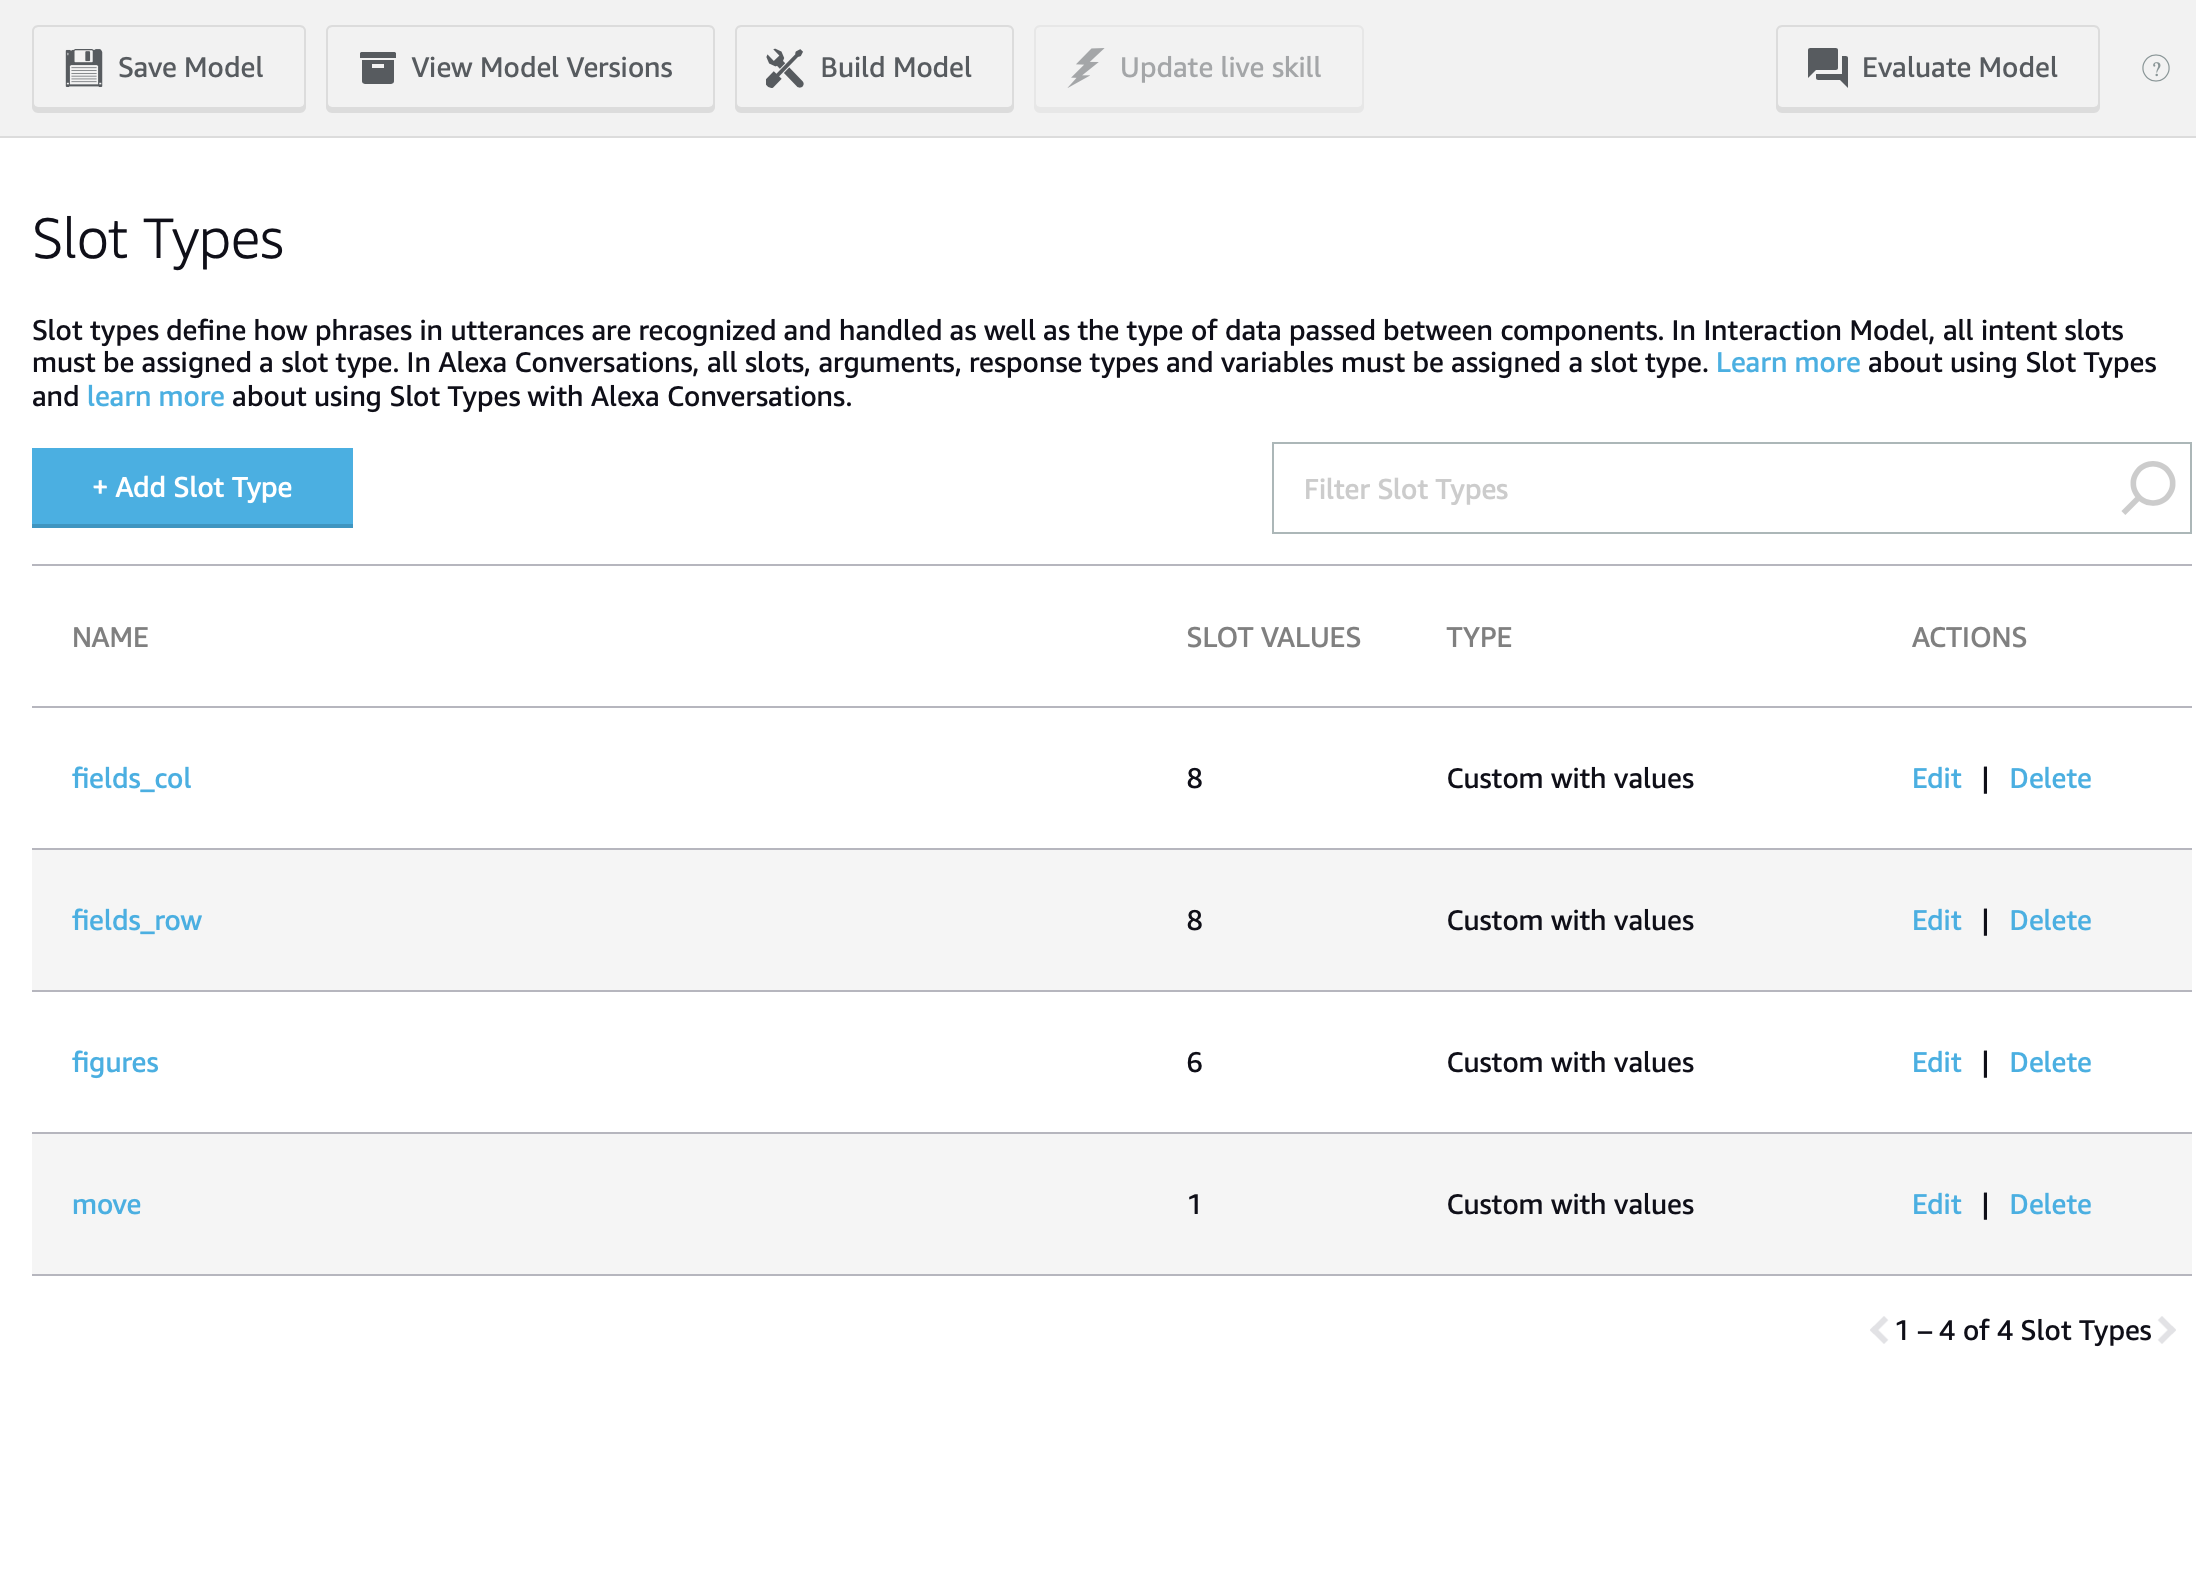 Save Model
View Model Versions
Build Model
Update live skill
Evaluate Model
?
Slot Types
Slot types define how phrases in utterances are recognized and handled as well as the type of data passed between components. In Interaction Model, all intent slots
must be assigned a slot type. In Alexa Conversations, all slots, arguments, response types and variables must be assigned a slot type. Learn more about using Slot Types
and learn more about using Slot Types with Alexa Conversations.
+ Add Slot Type
Filter Slot Types
NAME SLOT VALUES TYPE ACTIONS
fields_col 8 Custom with values Edit | Delete
fields_row 8 Custom with values Edit | Delete
figures 6 Custom with values Edit | Delete
move 1 Custom with values Edit | Delete
1 – 4 of 4 Slot Types